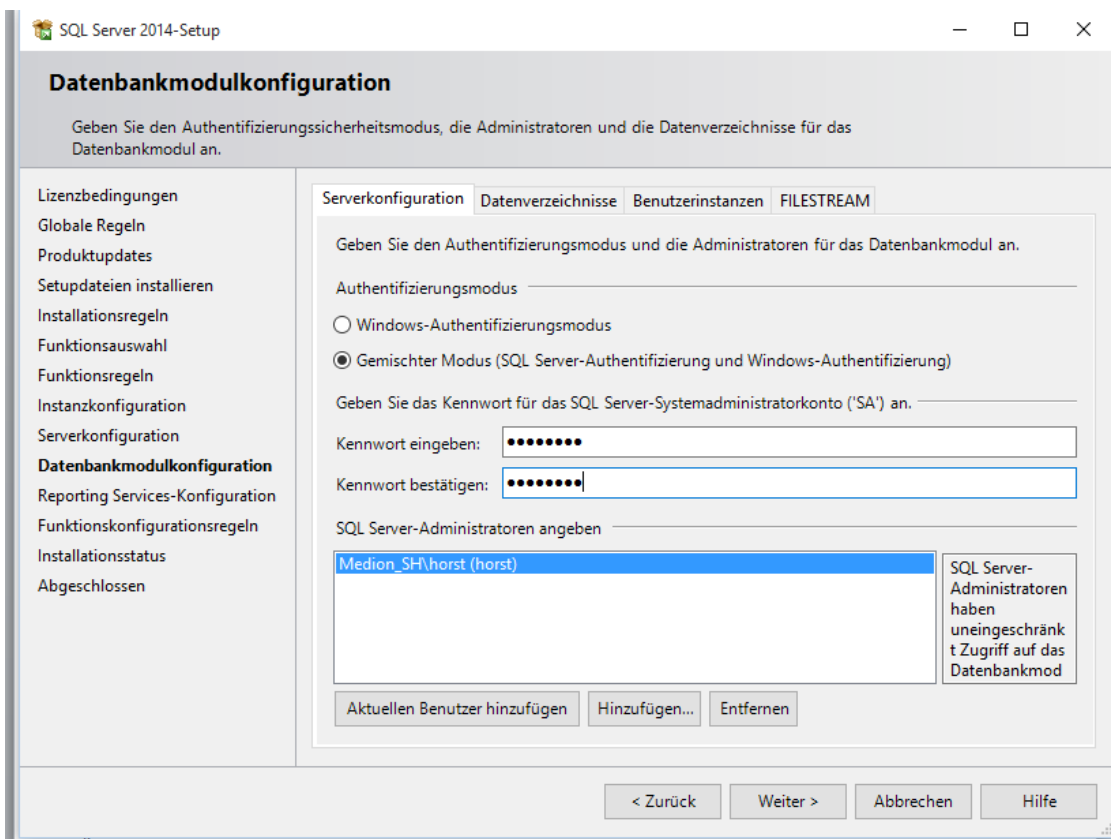 SQL Server 2014-Setup
Datenbankmodulkonfiguration
Geben Sie den Authentifizierungssicherheitsmodus, die Administratoren und die Datenverzeichnisse für das
Datenbankmodul an.
Lizenzbedingungen
Globale Regeln
Produktupdates
Setupdateien installieren
Installationsregeln
Funktionsauswahl
Funktionsregeln
Instanzkonfiguration
Serverkonfiguration
Datenbankmodulkonfiguration
Reporting Services-Konfiguration
Funktionskonfigurationsregeln
Installationsstatus
Abgeschlossen
Serverkonfiguration Datenverzeichnisse Benutzerinstanzen FILESTREAM
Geben Sie den Authentifizierungsmodus und die Administratoren für das Datenbankmodul an.
Authentifizierungsmodus
Windows-Authentifizierungsmodus
Gemischter Modus (SQL Server-Authentifizierung und Windows-Authentifizierung)
Geben Sie das Kennwort für das SQL Server-Systemadministratorkonto ('SA') an.
Kennwort eingeben: ●●●●●●●●
Kennwort bestätigen: ●●●●●●●●
SQL Server-Administratoren angeben
Medion_SH\horst (horst)
SQL Server-
Administratoren
haben
uneingeschränk
t Zugriff auf das
Datenbankmod
Aktuellen Benutzer hinzufügen Hinzufügen... Entfernen
< Zurück Weiter > Abbrechen Hilfe